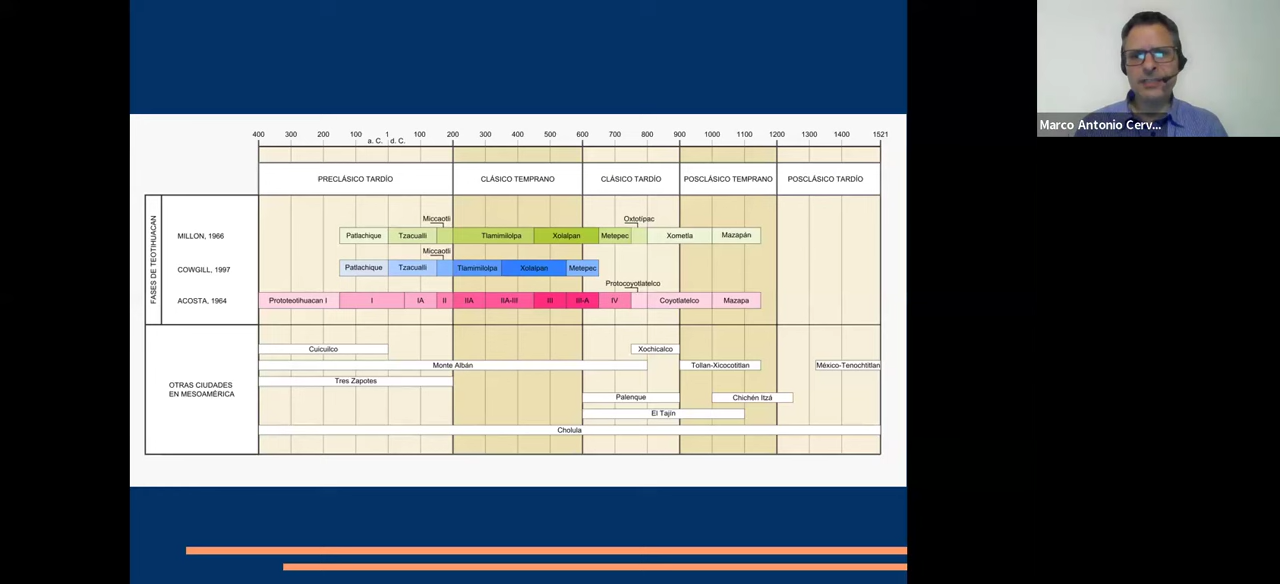 Marco Antonio Cerv...
400 300 200 100 1 100 200 300 400 500 600 700 800 900 1000 1100 1200 1300 1400 1521
a. C. d. C.
PRECLÁSICO TARDÍO CLÁSICO TEMPRANO CLÁSICO TARDÍO POSCLÁSICO TEMPRANO POSCLÁSICO TARDÍO
FASES DE TEOTIHUACAN
Miccaotli Oxtotipac
MILLON, 1966 Patlachique Tzacualli Tlamimilolpa Xolalpan Metepec Xometla Mazapán
Miccaotli
COWGILL, 1997 Patlachique Tzacualli Tlamimilolpa Xolalpan Metepec
Protocoyotlatelco
ACOSTA, 1964 Prototeotihuacan I I IA II IIA IIA-III III III-A IV Coyotlatelco Mazapa
OTRAS CIUDADES
EN MESOAMÉRICA
Cuicuilco Xochicalco
Monte Albán Tollan-Xicocotitlan México-Tenochtitlan
Tres Zapotes
Palenque Chichén Itzá
El Tajín
Cholula